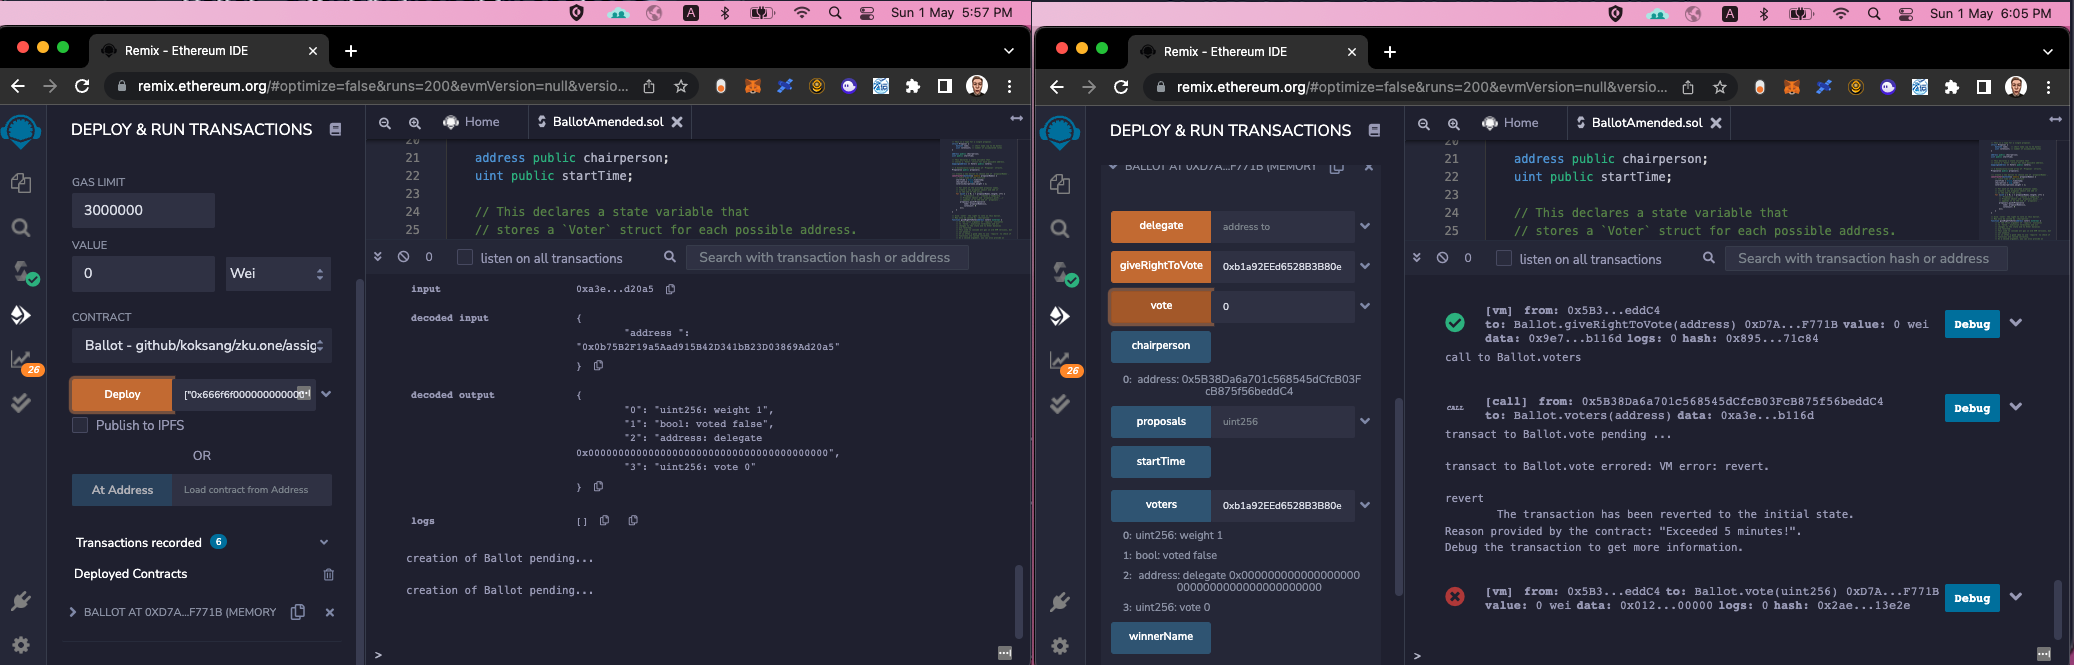 Sun 1 May 5:57 PM
Remix - Ethereum IDE
remix.ethereum.org/#optimize=false&runs=200&evmVersion=null&versio...
DEPLOY & RUN TRANSACTIONS
GAS LIMIT
3000000
VALUE
0
Wei
CONTRACT
Ballot - github/koksang/zku.one/assig
26
Deploy
["0x666f6f0000000000000
Publish to IPFS
OR
At Address
Load contract from Address
Transactions recorded 6
Deployed Contracts
BALLOT AT 0XD7A...F771B (MEMORY
Home
BallotAmended.sol
20
21 address public chairperson;
22 uint public startTime;
23
24 // This declares a state variable that
25 // stores a `Voter` struct for each possible address.
0
listen on all transactions
Search with transaction hash or address
input 0xa3e...d20a5
decoded input {
"address ":
"0x0b75B2F19a5Aad915B42D341bB23D03869Ad20a5"
}
decoded output {
"0": "uint256: weight 1",
"1": "bool: voted false",
"2": "address: delegate
0x0000000000000000000000000000000000000000",
"3": "uint256: vote 0"
}
logs []
creation of Ballot pending...
creation of Ballot pending...
>
Sun 1 May 6:05 PM
Remix - Ethereum IDE
remix.ethereum.org/#optimize=false&runs=200&evmVersion=null&versio...
DEPLOY & RUN TRANSACTIONS
BALLOT AT 0XD7A...F771B (MEMORY
delegate
address to
giveRightToVote
0xb1a92EEd6528B3B80e
vote
0
chairperson
0: address: 0x5B38Da6a701c568545dCfcB03F
cB875f56beddC4
26
proposals
uint256
startTime
voters
0xb1a92EEd6528B3B80e
0: uint256: weight 1
1: bool: voted false
2: address: delegate 0x000000000000000000
0000000000000000000000
3: uint256: vote 0
winnerName
Home
BallotAmended.sol
20
21 address public chairperson;
22 uint public startTime;
23
24 // This declares a state variable that
25 // stores a `Voter` struct for each possible address.
0
listen on all transactions
Search with transaction hash or address
[vm] from: 0x5B3...eddC4
to: Ballot.giveRightToVote(address) 0xD7A...F771B value: 0 wei
data: 0x9e7...b116d logs: 0 hash: 0x895...71c84
Debug
call to Ballot.voters
CALL
[call] from: 0x5B38Da6a701c568545dCfcB03FcB875f56beddC4
to: Ballot.voters(address) data: 0xa3e...b116d
Debug
transact to Ballot.vote pending ...
transact to Ballot.vote errored: VM error: revert.
revert
The transaction has been reverted to the initial state.
Reason provided by the contract: "Exceeded 5 minutes!".
Debug the transaction to get more information.
[vm] from: 0x5B3...eddC4 to: Ballot.vote(uint256) 0xD7A...F771B
value: 0 wei data: 0x012...00000 logs: 0 hash: 0x2ae...13e2e
Debug
>